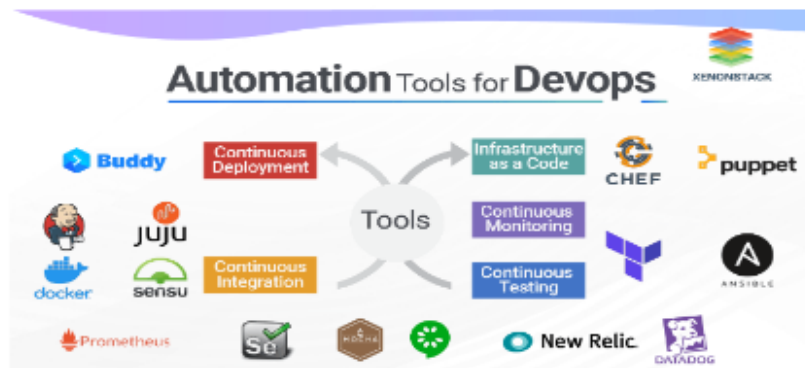 XENONSTACK
Automation Tools for Devops
Buddy
Continuous
Deployment
Infrastructure
as a Code
CHEF
puppet
Tools
JUJU
Continuous
Monitoring
docker
sensu
Continuous
Integration
Continuous
Testing
A
ANSIBLE
Prometheus
Se
MOCHA
New Relic.
DATADOG